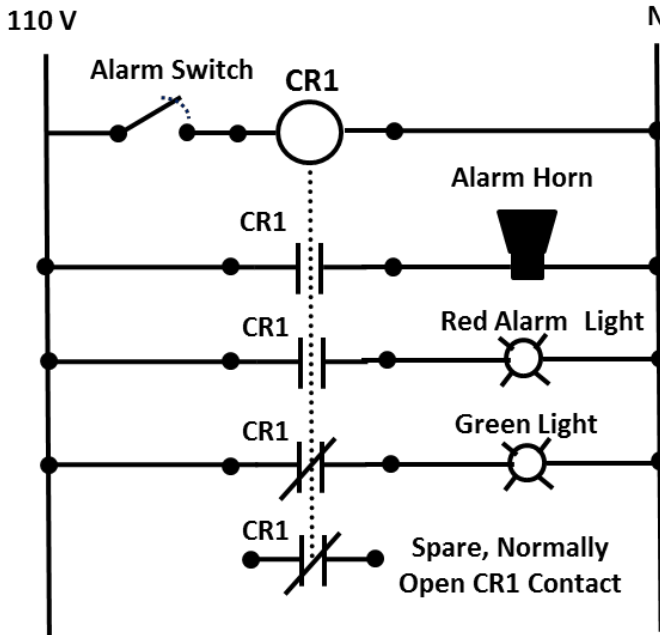 110 V
N
Alarm Switch
CR1
Alarm Horn
CR1
Red Alarm Light
CR1
Green Light
CR1
CR1
Spare, Normally
Open CR1 Contact